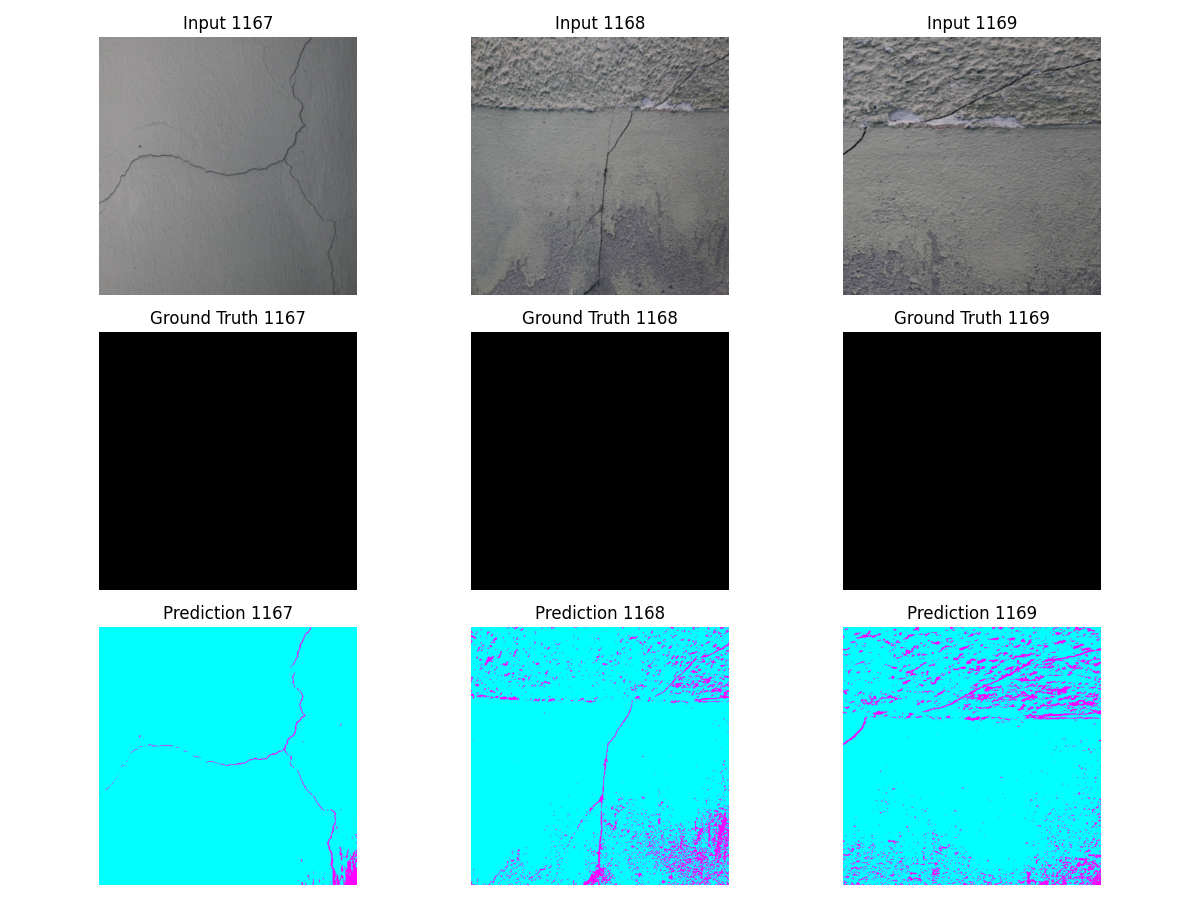 Input 1167
Input 1168
Input 1169
Ground Truth 1167
Ground Truth 1168
Ground Truth 1169
Prediction 1167
Prediction 1168
Prediction 1169